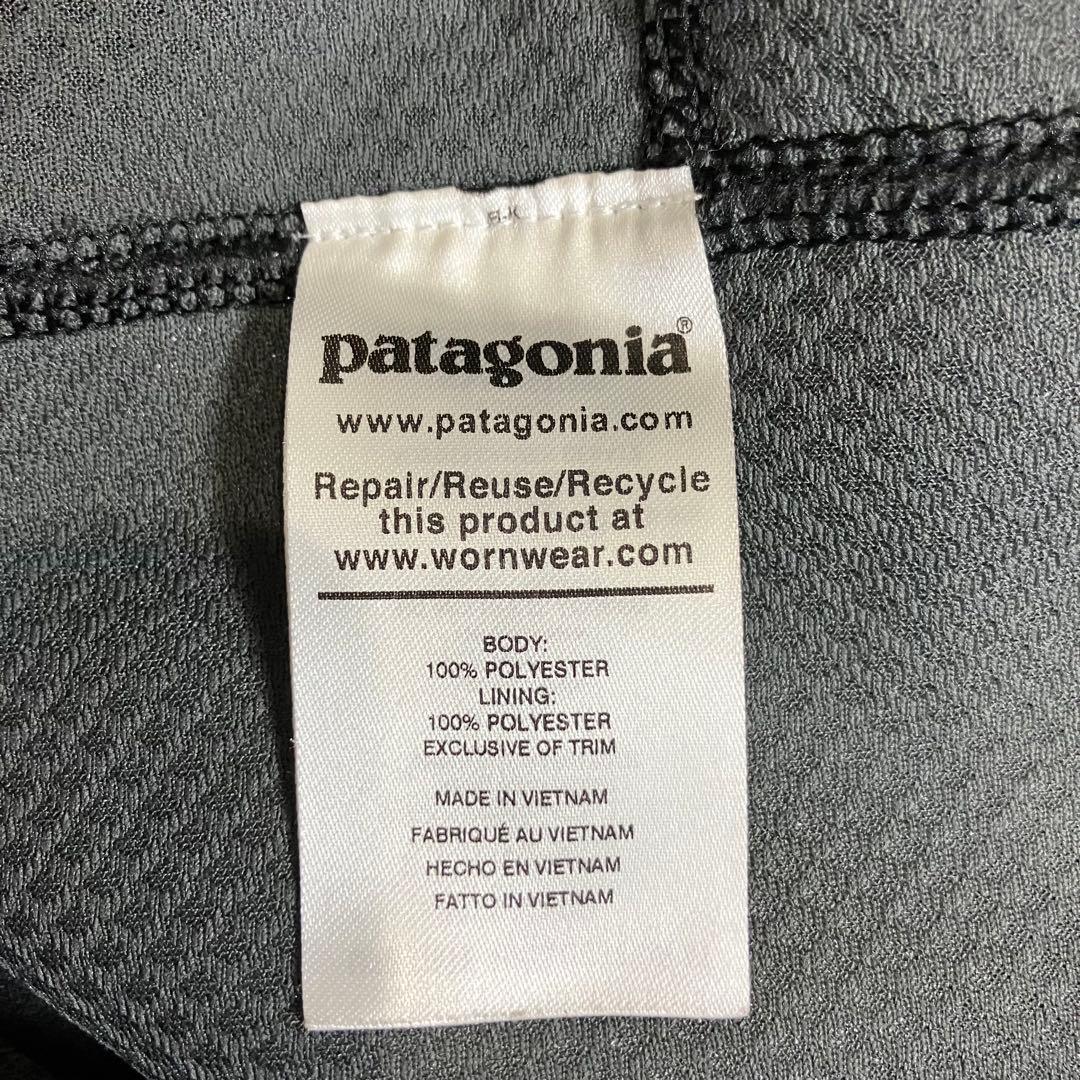 patagonia®
www.patagonia.com
Repair/Reuse/Recycle
this product at
www.wornwear.com
BODY:
100% POLYESTER
LINING:
100% POLYESTER
EXCLUSIVE OF TRIM
MADE IN VIETNAM
FABRIQUÉ AU VIETNAM
HECHO EN VIETNAM
FATTO IN VIETNAM